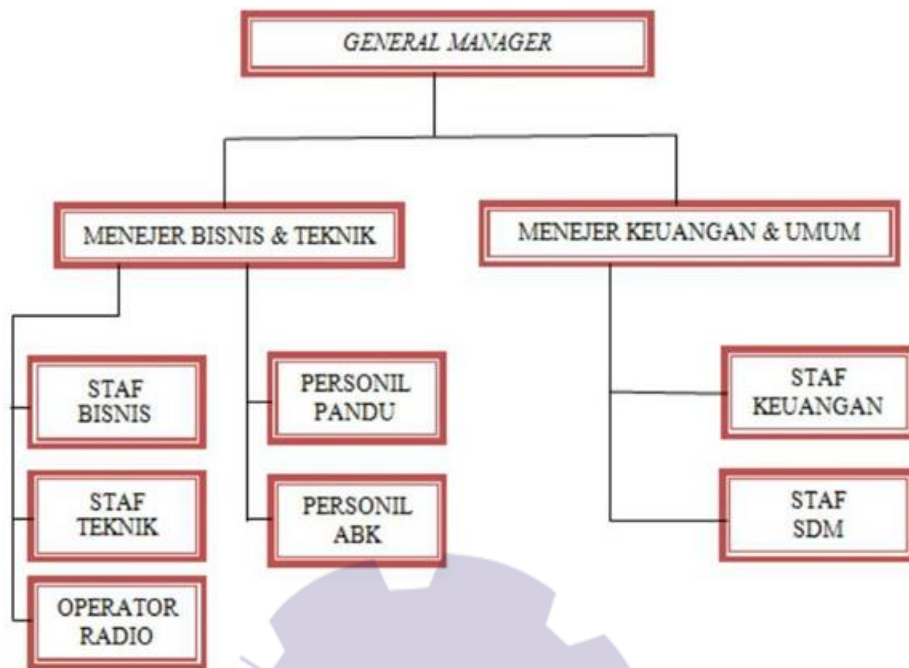 GENERAL MANAGER
MENEJER BISNIS & TEKNIK
MENEJER KEUANGAN & UMUM
STAF
BISNIS
PERSONIL
PANDU
STAF
KEUANGAN
STAF
TEKNIK
PERSONIL
ABK
STAF
SDM
OPERATOR
RADIO